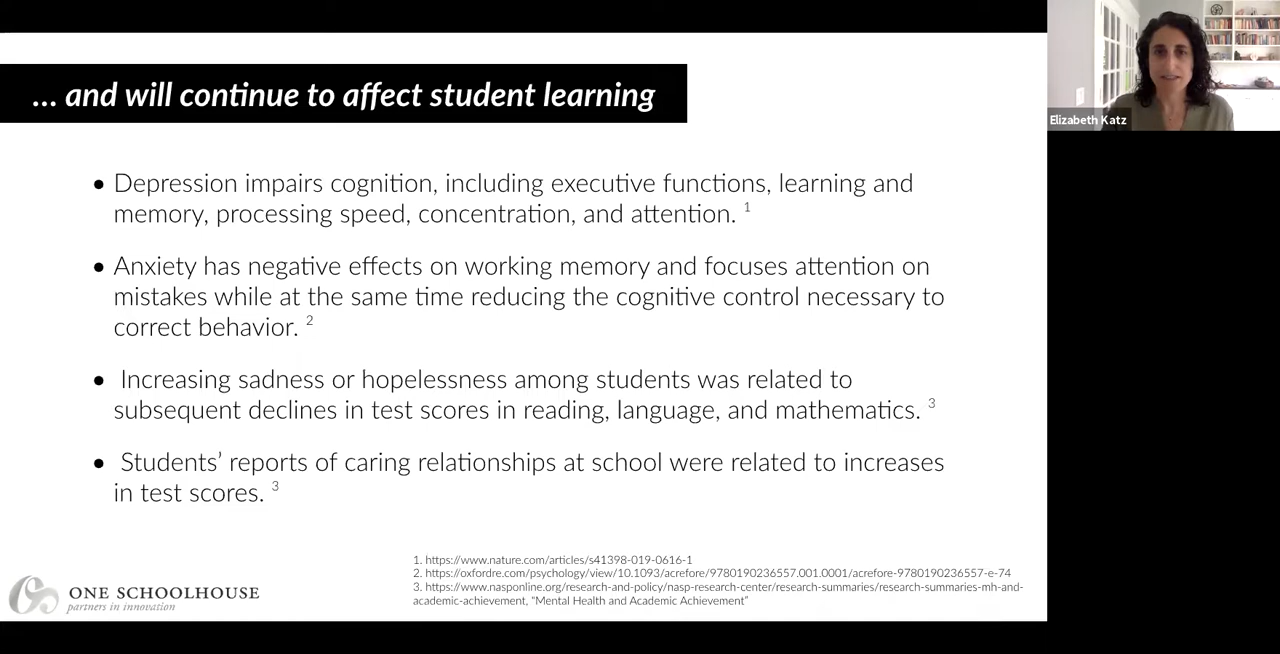 ... and will continue to affect student learning
Elizabeth Katz
● Depression impairs cognition, including executive functions, learning and
memory, processing speed, concentration, and attention. 1
● Anxiety has negative effects on working memory and focuses attention on
mistakes while at the same time reducing the cognitive control necessary to
correct behavior. 2
● Increasing sadness or hopelessness among students was related to
subsequent declines in test scores in reading, language, and mathematics. 3
● Students’ reports of caring relationships at school were related to increases
in test scores. 3
1. https://www.nature.com/articles/s41398-019-0616-1
2. https://oxfordre.com/psychology/view/10.1093/acrefore/9780190236557.001.0001/acrefore-9780190236557-e-74
3. https://www.nasponline.org/research-and-policy/nasp-research-center/research-summaries/research-summaries-mh-and-
academic-achievement, “Mental Health and Academic Achievement”
ONE SCHOOLHOUSE
partners in innovation